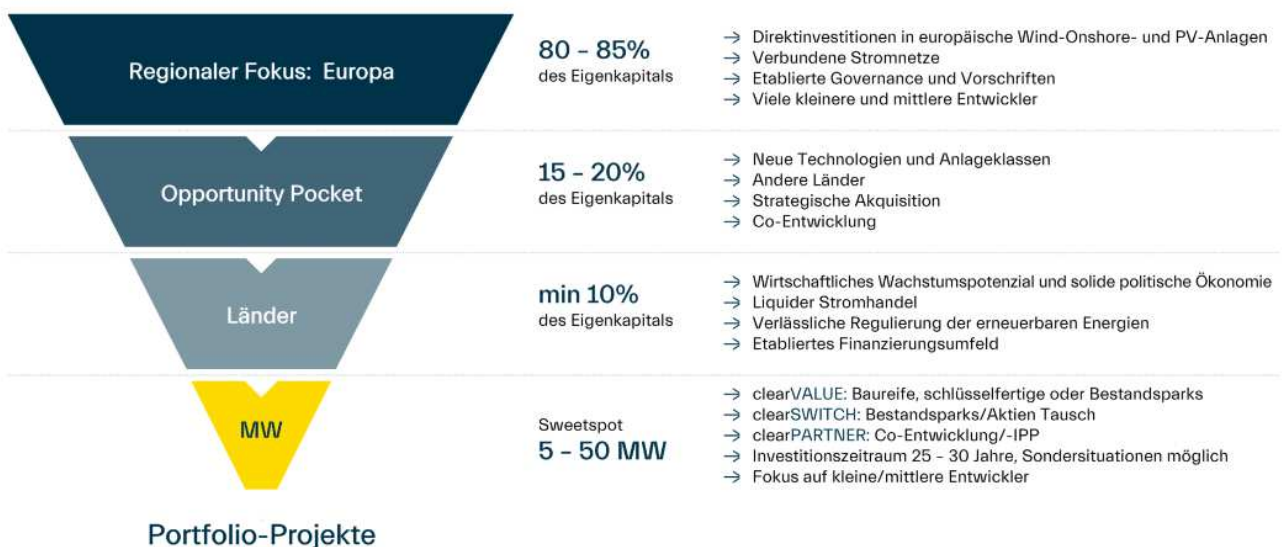 Regionaler Fokus: Europa
80 – 85%
des Eigenkapitals
→ Direktinvestitionen in europäische Wind-Onshore- und PV-Anlagen
→ Verbundene Stromnetze
→ Etablierte Governance und Vorschriften
→ Viele kleinere und mittlere Entwickler
Opportunity Pocket
15 – 20%
des Eigenkapitals
→ Neue Technologien und Anlageklassen
→ Andere Länder
→ Strategische Akquisition
→ Co-Entwicklung
Länder
min 10%
des Eigenkapitals
→ Wirtschaftliches Wachstumspotenzial und solide politische Ökonomie
→ Liquider Stromhandel
→ Verlässliche Regulierung der erneuerbaren Energien
→ Etabliertes Finanzierungsumfeld
MW
Sweetspot
5 – 50 MW
→ clearVALUE: Baureife, schlüsselfertige oder Bestandsparks
→ clearSWITCH: Bestandsparks/Aktien Tausch
→ clearPARTNER: Co-Entwicklung/-IPP
→ Investitionszeitraum 25 – 30 Jahre, Sondersituationen möglich
→ Fokus auf kleine/mittlere Entwickler
Portfolio-Projekte